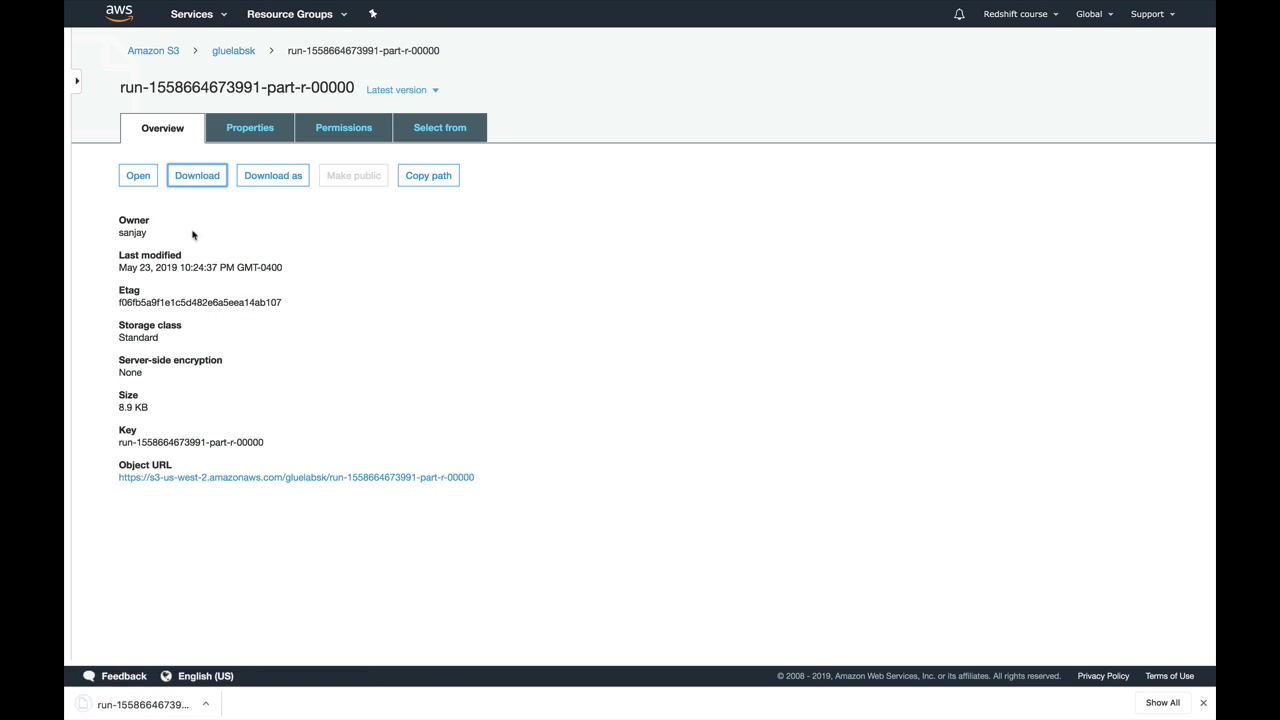 aws Services Resource Groups Redshift course Global Support
Amazon S3 > gluelabsk > run-1558664673991-part-r-00000
run-1558664673991-part-r-00000 Latest version
Overview Properties Permissions Select from
Open Download Download as Make public Copy path
Owner
sanjay
Last modified
May 23, 2019 10:24:37 PM GMT-0400
Etag
f06fb5a9f1e1c5d482e6a5eea14ab107
Storage class
Standard
Server-side encryption
None
Size
8.9 KB
Key
run-1558664673991-part-r-00000
Object URL
https://s3-us-west-2.amazonaws.com/gluelabsk/run-1558664673991-part-r-00000
Feedback English (US) © 2008 - 2019, Amazon Web Services, Inc. or its affiliates. All rights reserved. Privacy Policy Terms of Use
run-15586646739... Show All